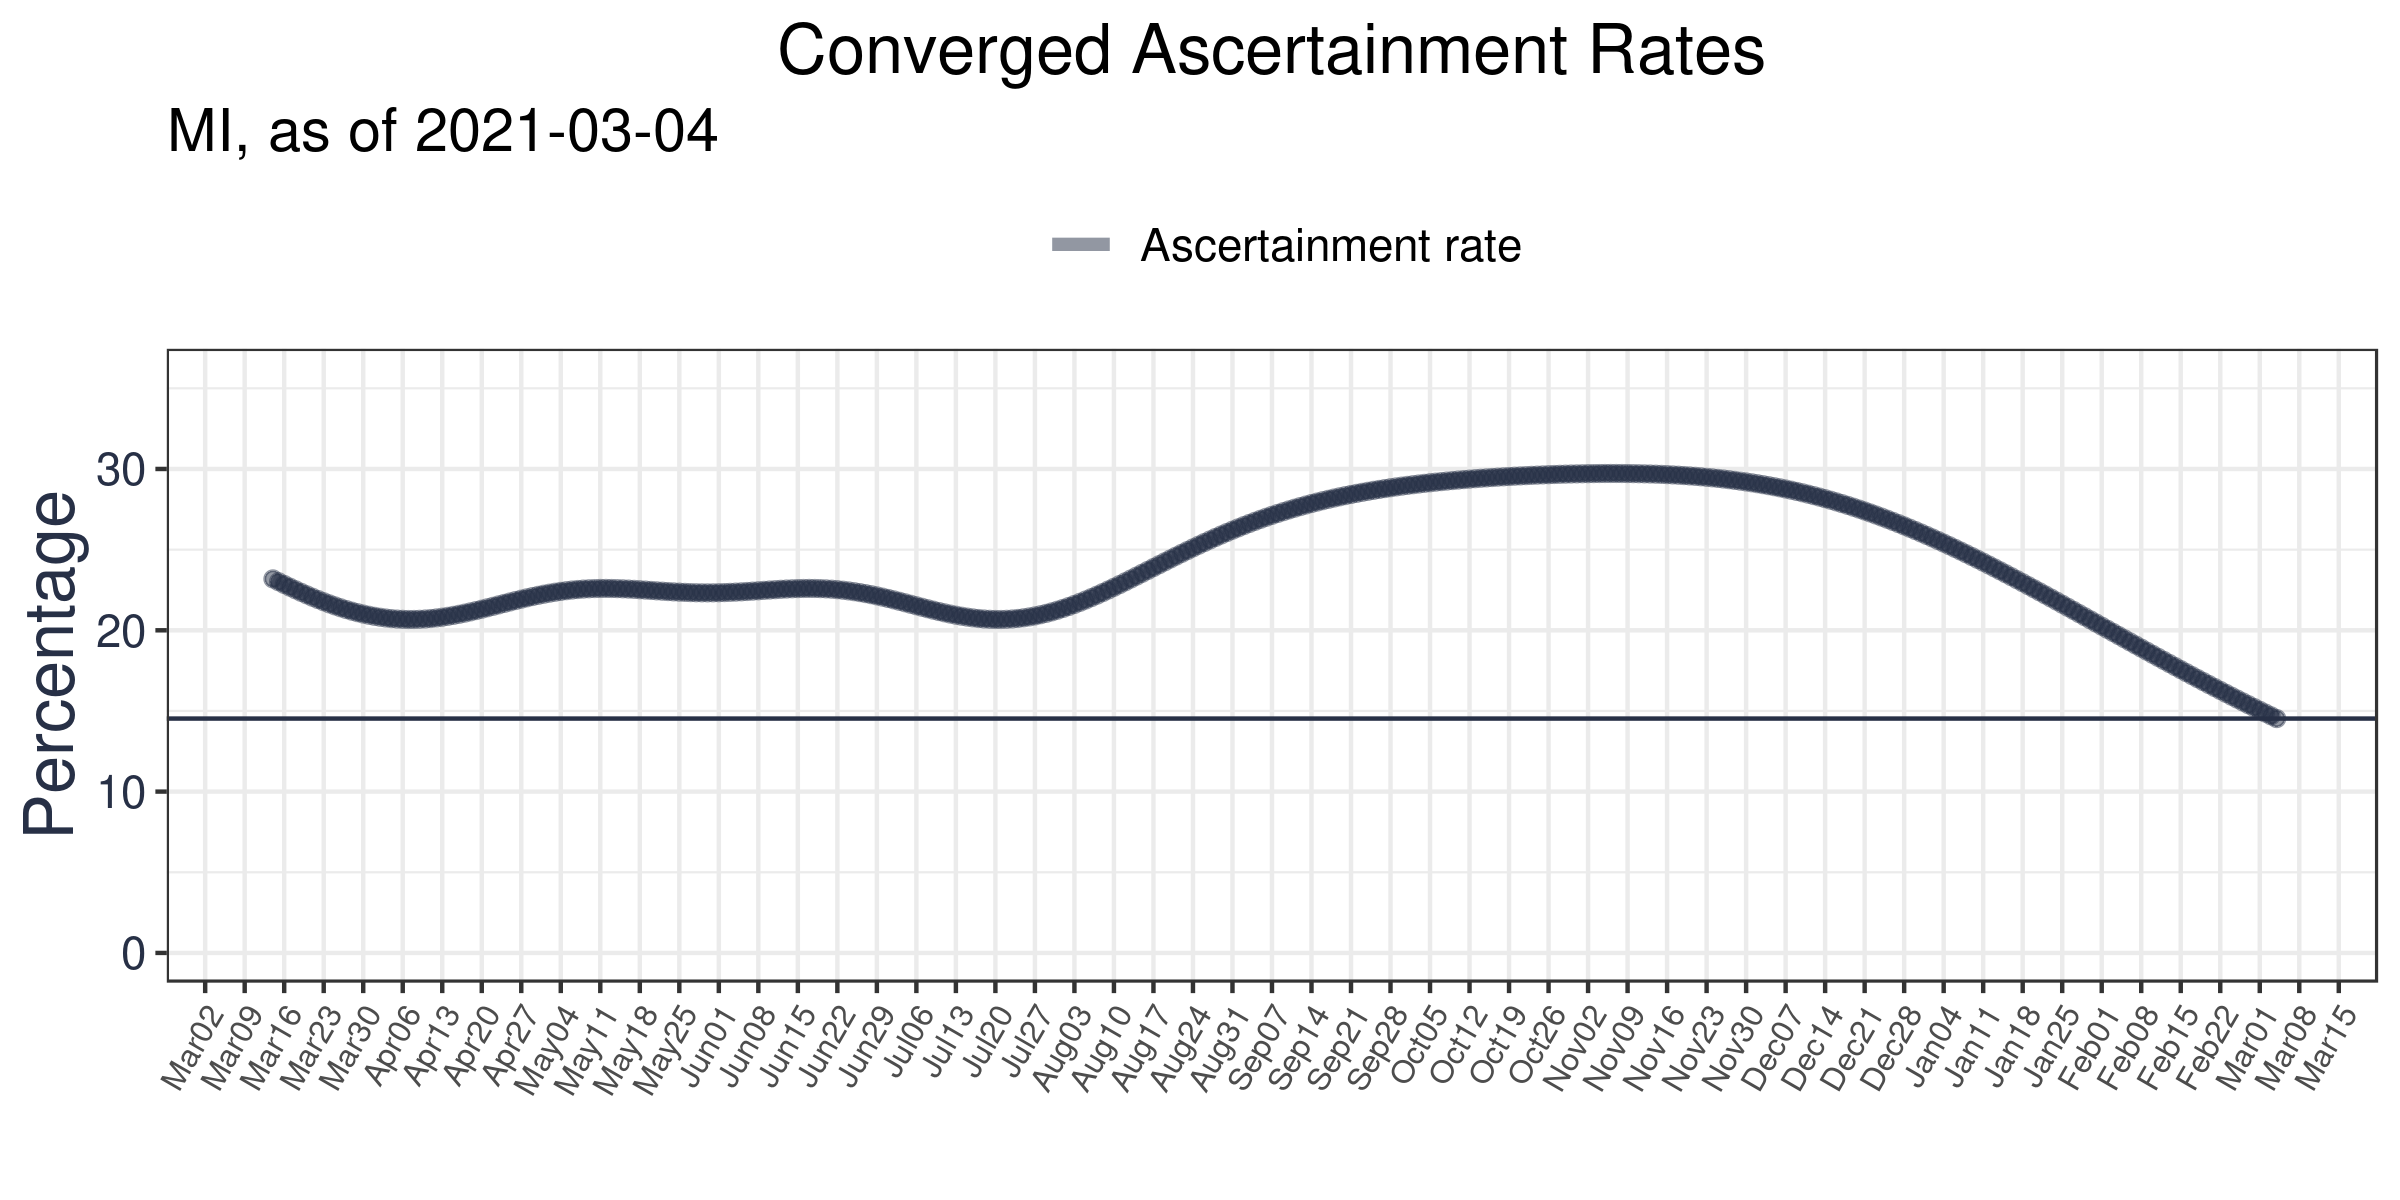 Converged Ascertainment Rates
MI, as of 2021-03-04
Ascertainment rate
Percentage
30
20
10
0
Mar02 Mar09 Mar16 Mar23 Mar30 Apr06 Apr13 Apr20 Apr27 May04 May11 May18 May25 Jun01 Jun08 Jun15 Jun22 Jun29 Jul06 Jul13 Jul20 Jul27 Aug03 Aug10 Aug17 Aug24 Aug31 Sep07 Sep14 Sep21 Sep28 Oct05 Oct12 Oct19 Oct26 Nov02 Nov09 Nov16 Nov23 Nov30 Dec07 Dec14 Dec21 Dec28 Jan04 Jan11 Jan18 Jan25 Feb01 Feb08 Feb15 Feb22 Mar01 Mar08 Mar15